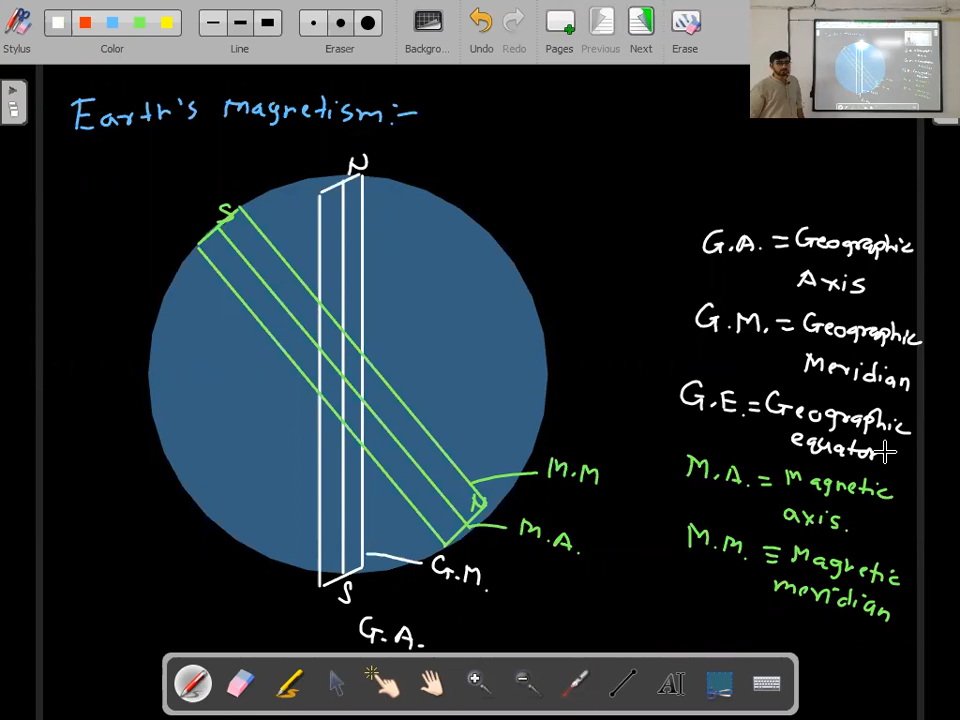 Stylus
Color
Line
Eraser
Backgro...
Undo
Redo
Pages
Previous
Next
Erase
Earth's magnetism:-
N
S
G.A. = Geographic
Axis
G.M. = Geographic
Meridian
G.E. = Geographic
equator
M.A. = Magnetic
axis.
M.M. = Magnetic
meridian
M.M
N
M.A.
G.M.
S
G.A.
AI